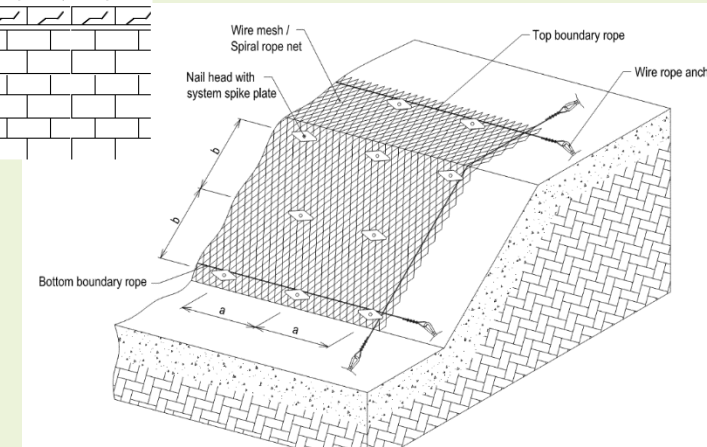 Wire mesh /
Spiral rope net
Top boundary rope
Nail head with
system spike plate
Wire rope anch
b
b
Bottom boundary rope
a
a